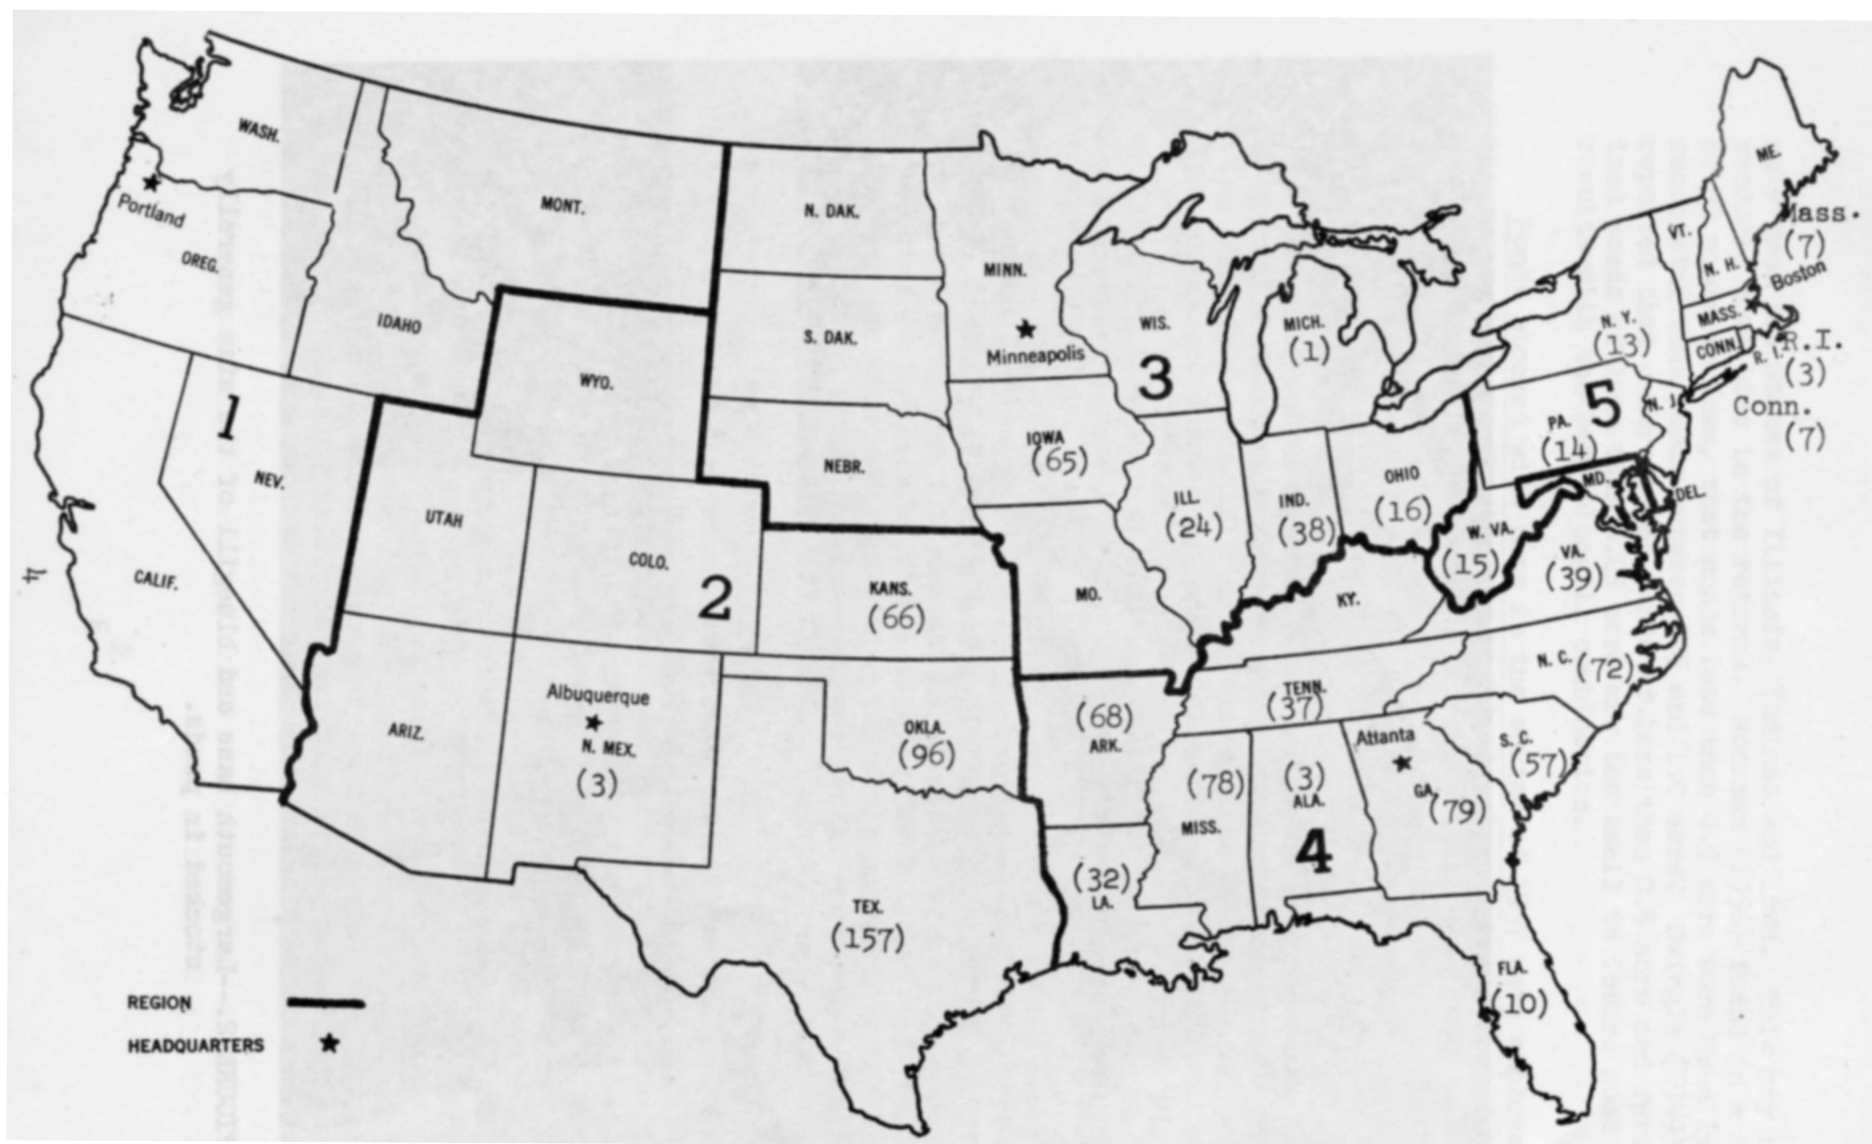 WASH.
Portland
OREG.
IDAHO
MONT.
1
NEV.
CALIF.
4
WYO.
UTAH
COLO.
2
ARIZ.
Albuquerque
N. MEX.
(3)
KANS.
(66)
OKLA.
(96)
TEX.
(157)
N. DAK.
S. DAK.
NEBR.
MINN.
Minneapolis
IOWA
(65)
MO.
WIS.
3
MICH.
(1)
ILL.
(24)
IND.
(38)
OHIO
(16)
(68)
ARK.
(32)
LA.
(78)
MISS.
(3)
ALA.
4
KY.
TENN.
(37)
Atlanta
GA.
(79)
N. C. (72)
S. C.
(57)
FLA.
(10)
ME.
VT.
N. H.
Mass.
(7)
Boston
MASS.
CONN.
R. I.
R.I.
(3)
Conn.
(7)
N. Y.
(13)
5
PA.
(14)
N. J.
MD.
DEL.
W. VA.
(15)
VA.
(39)
REGION
HEADQUARTERS